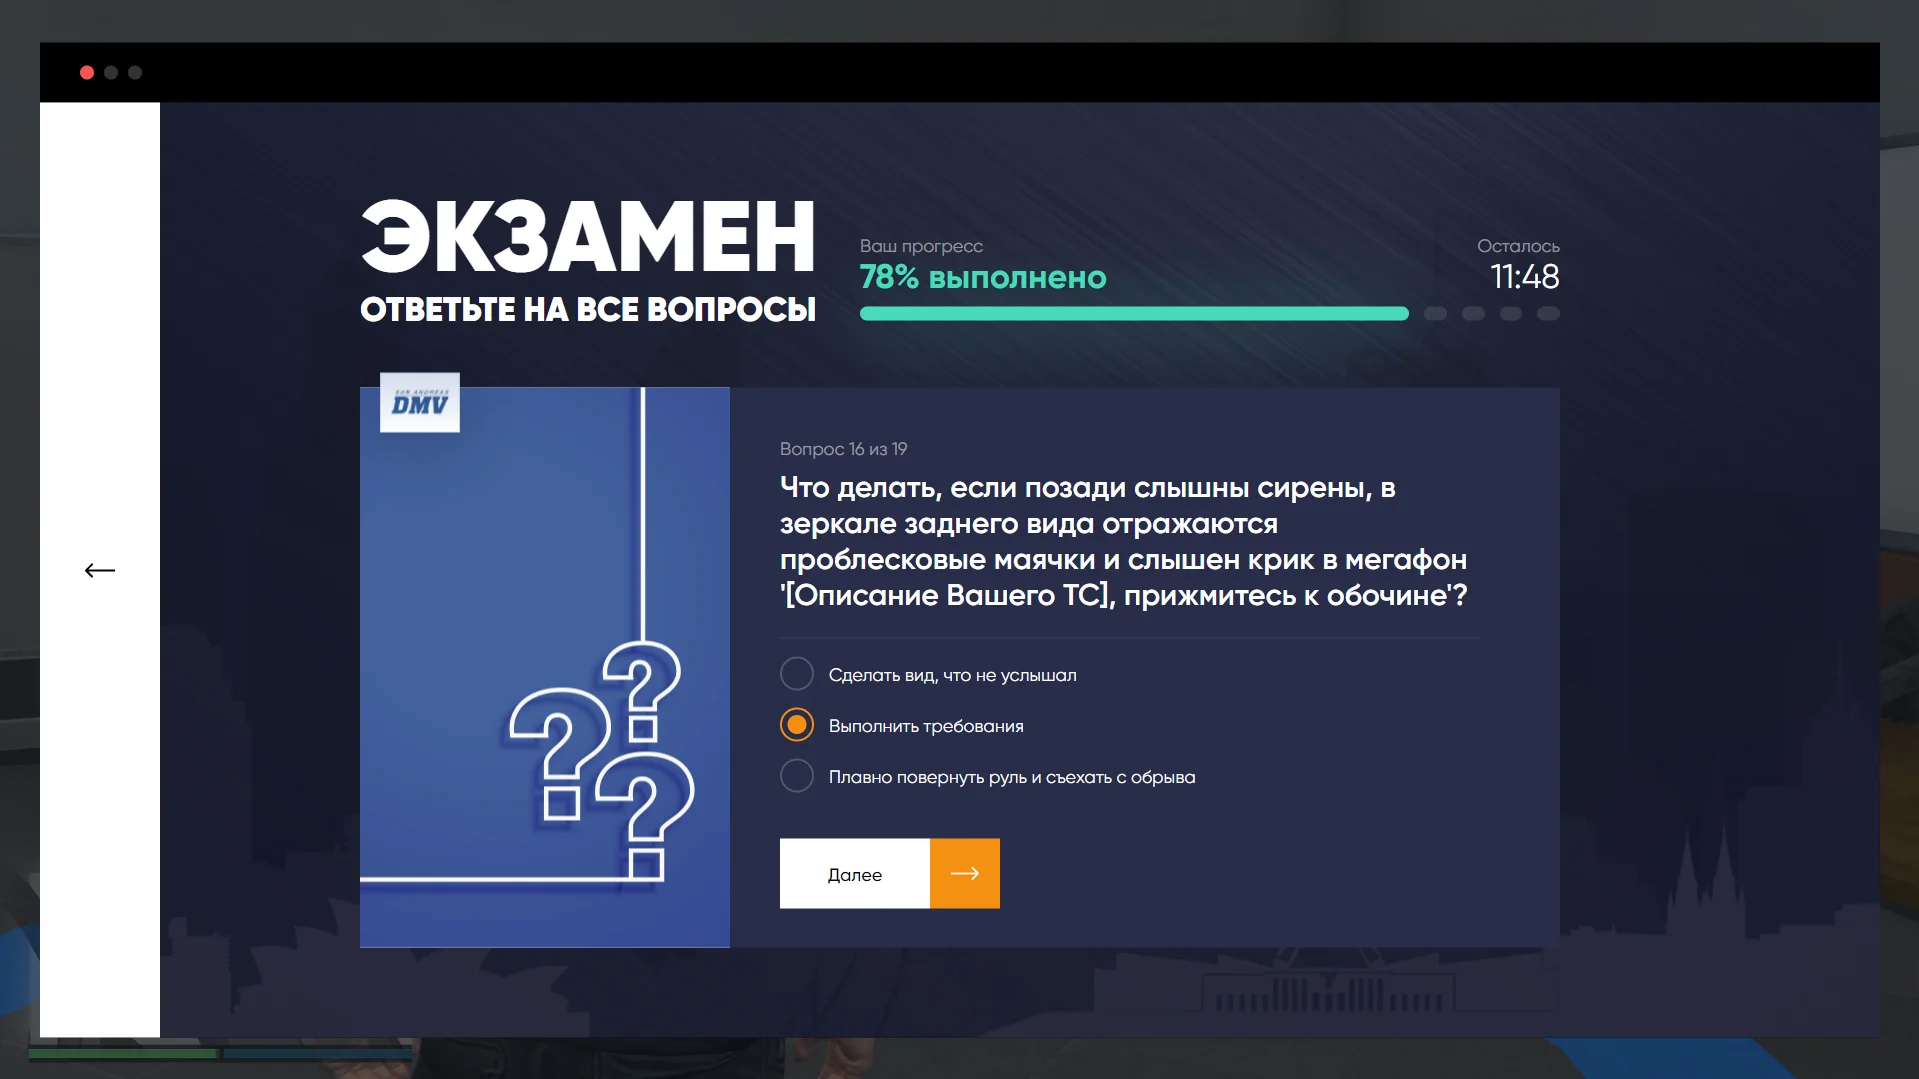 ЭКЗАМЕН
ОТВЕТЬТЕ НА ВСЕ ВОПРОСЫ
Ваш прогресс
78% выполнено
Осталось
11:48
SAN ANDREAS
DMV
Вопрос 16 из 19
Что делать, если позади слышны сирены, в
зеркале заднего вида отражаются
проблесковые маячки и слышен крик в мегафон
'[Описание Вашего ТС], прижмитесь к обочине'?
Сделать вид, что не услышал
Выполнить требования
Плавно повернуть руль и съехать с обрыва
Далее